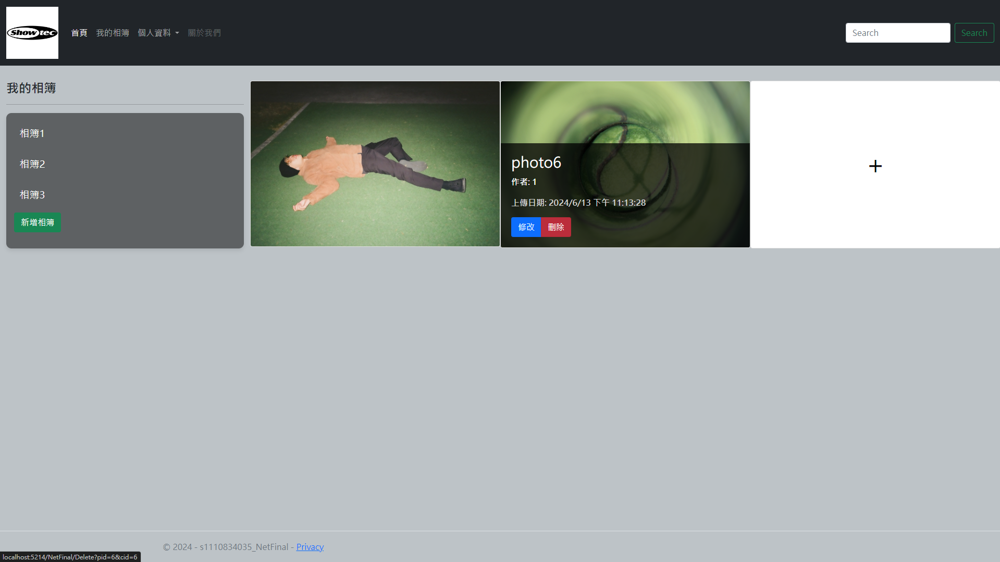 Showtec
首頁 我的相簿 個人資料 關於我們
Search Search
我的相簿
相簿1
相簿2
相簿3
新增相簿
photo6
作者: 1
上傳日期: 2024/6/13 下午 11:13:28
修改 刪除
+
© 2024 - s1110834035_NetFinal - Privacy
localhost:5214/NetFinal/Delete?pid=6&cid=6